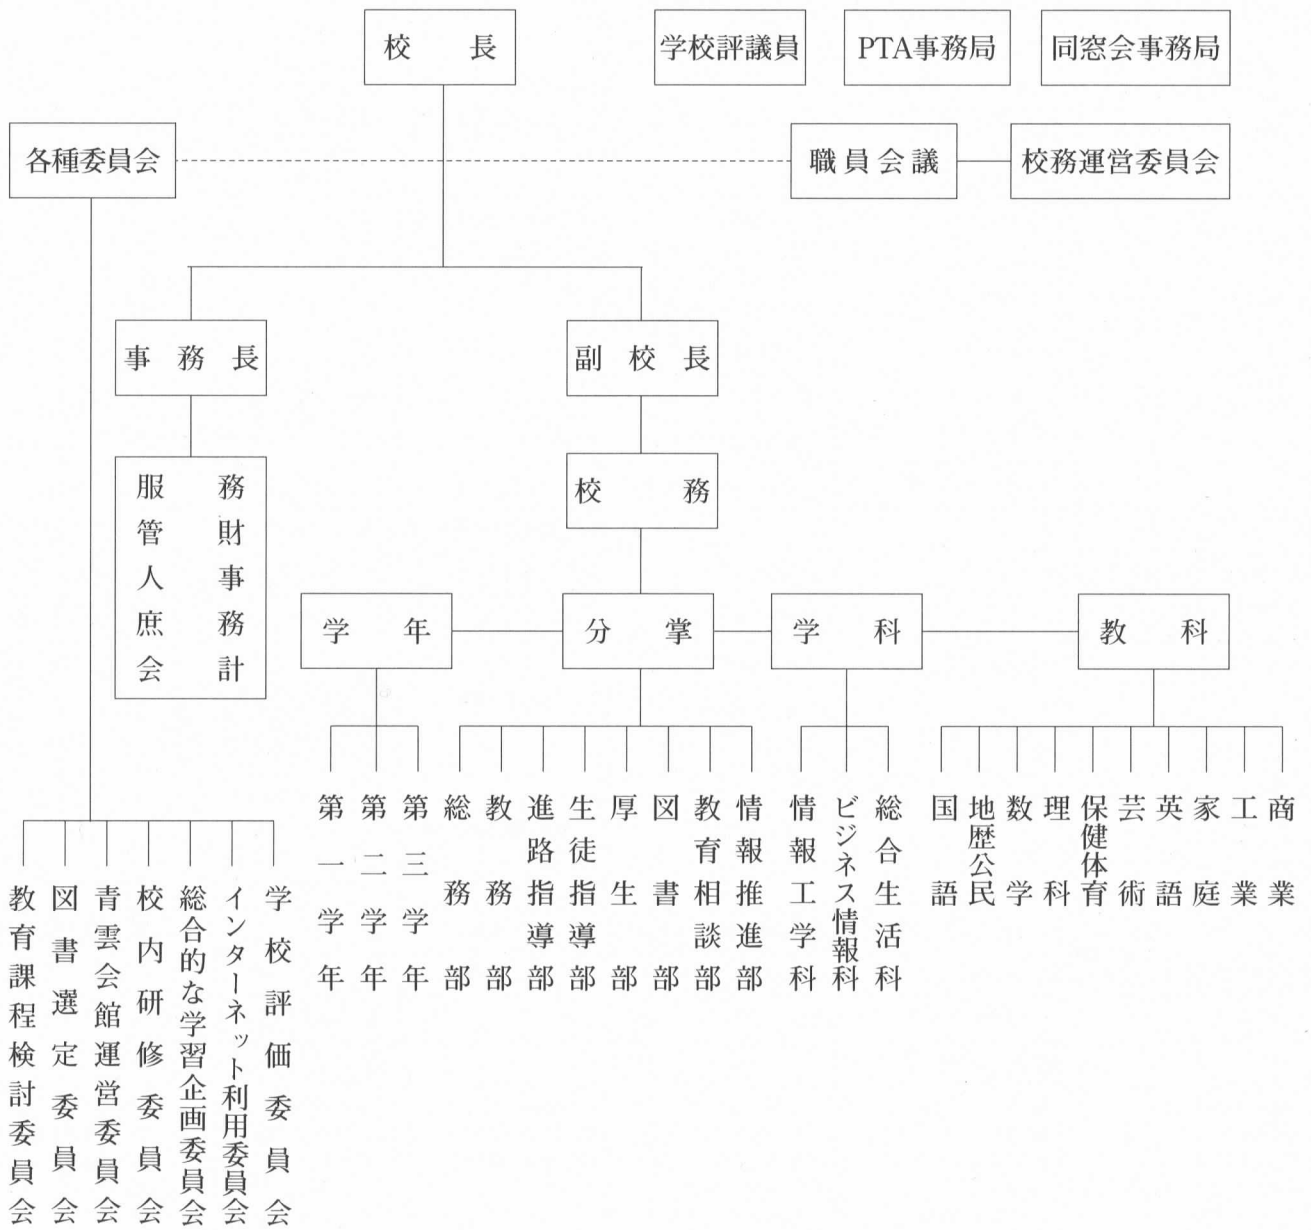 校長
学校評議員
PTA事務局
同窓会事務局
各種委員会
職員会議
校務運営委員会
事務長
副校長
服務
管財
人事
庶務
会計
校務
学年
分掌
学科
教科
第一学年
第二学年
第三学年
総務部
教務部
進路指導部
生徒指導部
厚生部
図書部
教育相談部
情報推進部
情報工学科
ビジネス情報科
総合生活科
国語
地歴公民
数学
理科
保健体育
芸術
英語
家庭
工業
商業
教育課程検討委員会
図書選定委員会
青雲会館運営委員会
校内研修委員会
総合的な学習企画委員会
インターネット利用委員会
学校評価委員会